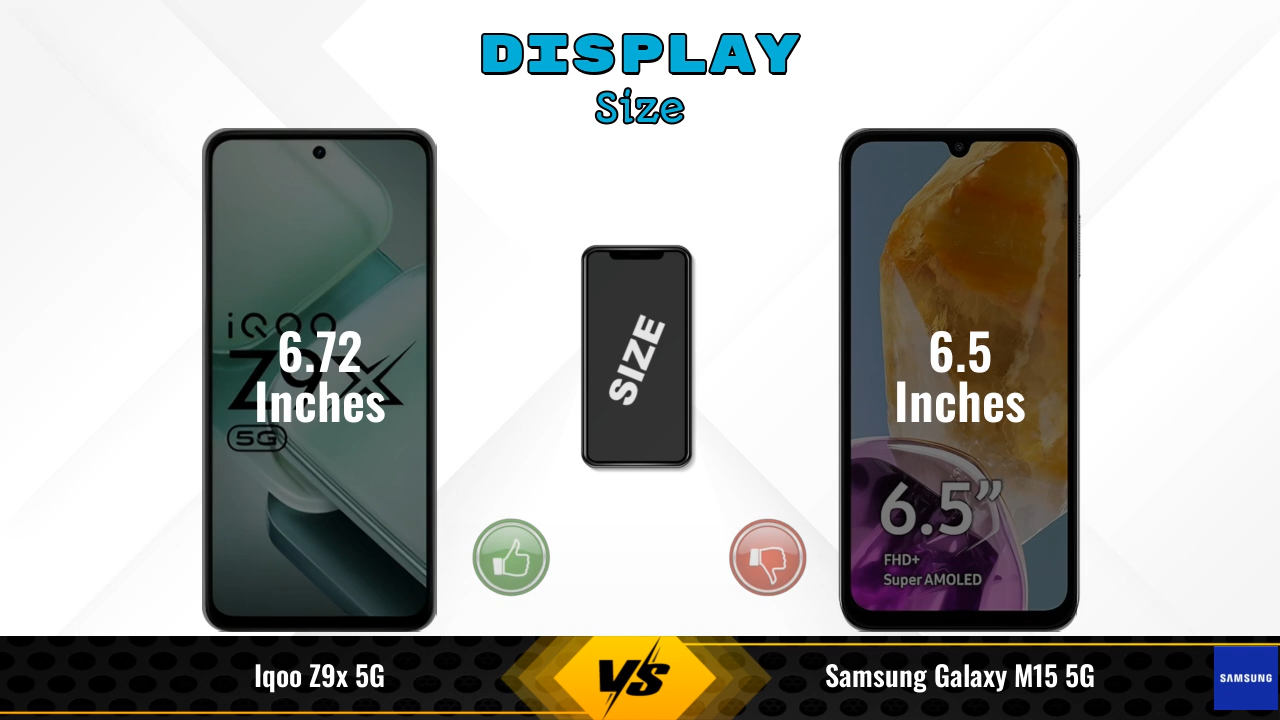 DISPLAY
Size
iQOO
Z9x
5G
6.72
Inches
SIZE
6.5
Inches
6.5”
FHD+
Super AMOLED
Iqoo Z9x 5G
VS
Samsung Galaxy M15 5G
SAMSUNG